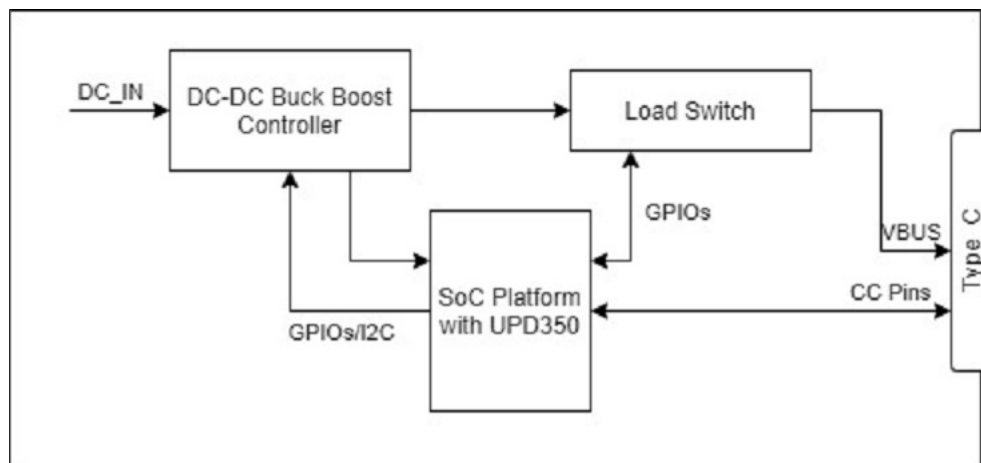 DC_IN
DC-DC Buck Boost
Controller
Load Switch
GPIOs
VBUS
Type C
CC Pins
SoC Platform
with UPD350
GPIOs/I2C